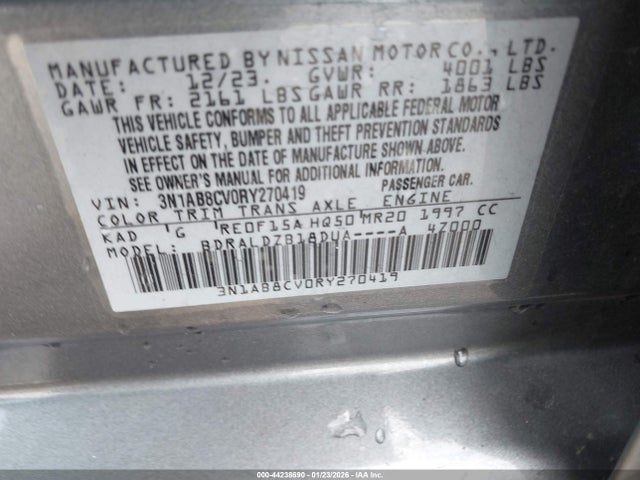 MANUFACTURED BY NISSAN MOTOR CO., LTD.
DATE: 12/23. GVWR: 4001 LBS
GAWR FR: 2161 LBS GAWR RR: 1863 LBS
THIS VEHICLE CONFORMS TO ALL APPLICABLE FEDERAL MOTOR
VEHICLE SAFETY, BUMPER AND THEFT PREVENTION STANDARDS
IN EFFECT ON THE DATE OF MANUFACTURE SHOWN ABOVE.
SEE OWNER'S MANUAL FOR ADDITIONAL INFORMATION.
VIN: 3N1AB8CV0RY270419 PASSENGER CAR.
COLOR TRIM TRANS AXLE ENGINE
KAD G RE0F15A HQ50 MR20 1997 CC
MODEL: BDRALDZB18DUA----A 4Z000
3N1AB8CV0RY270419
000-44238690 - 01/23/2026 - IAA Inc.